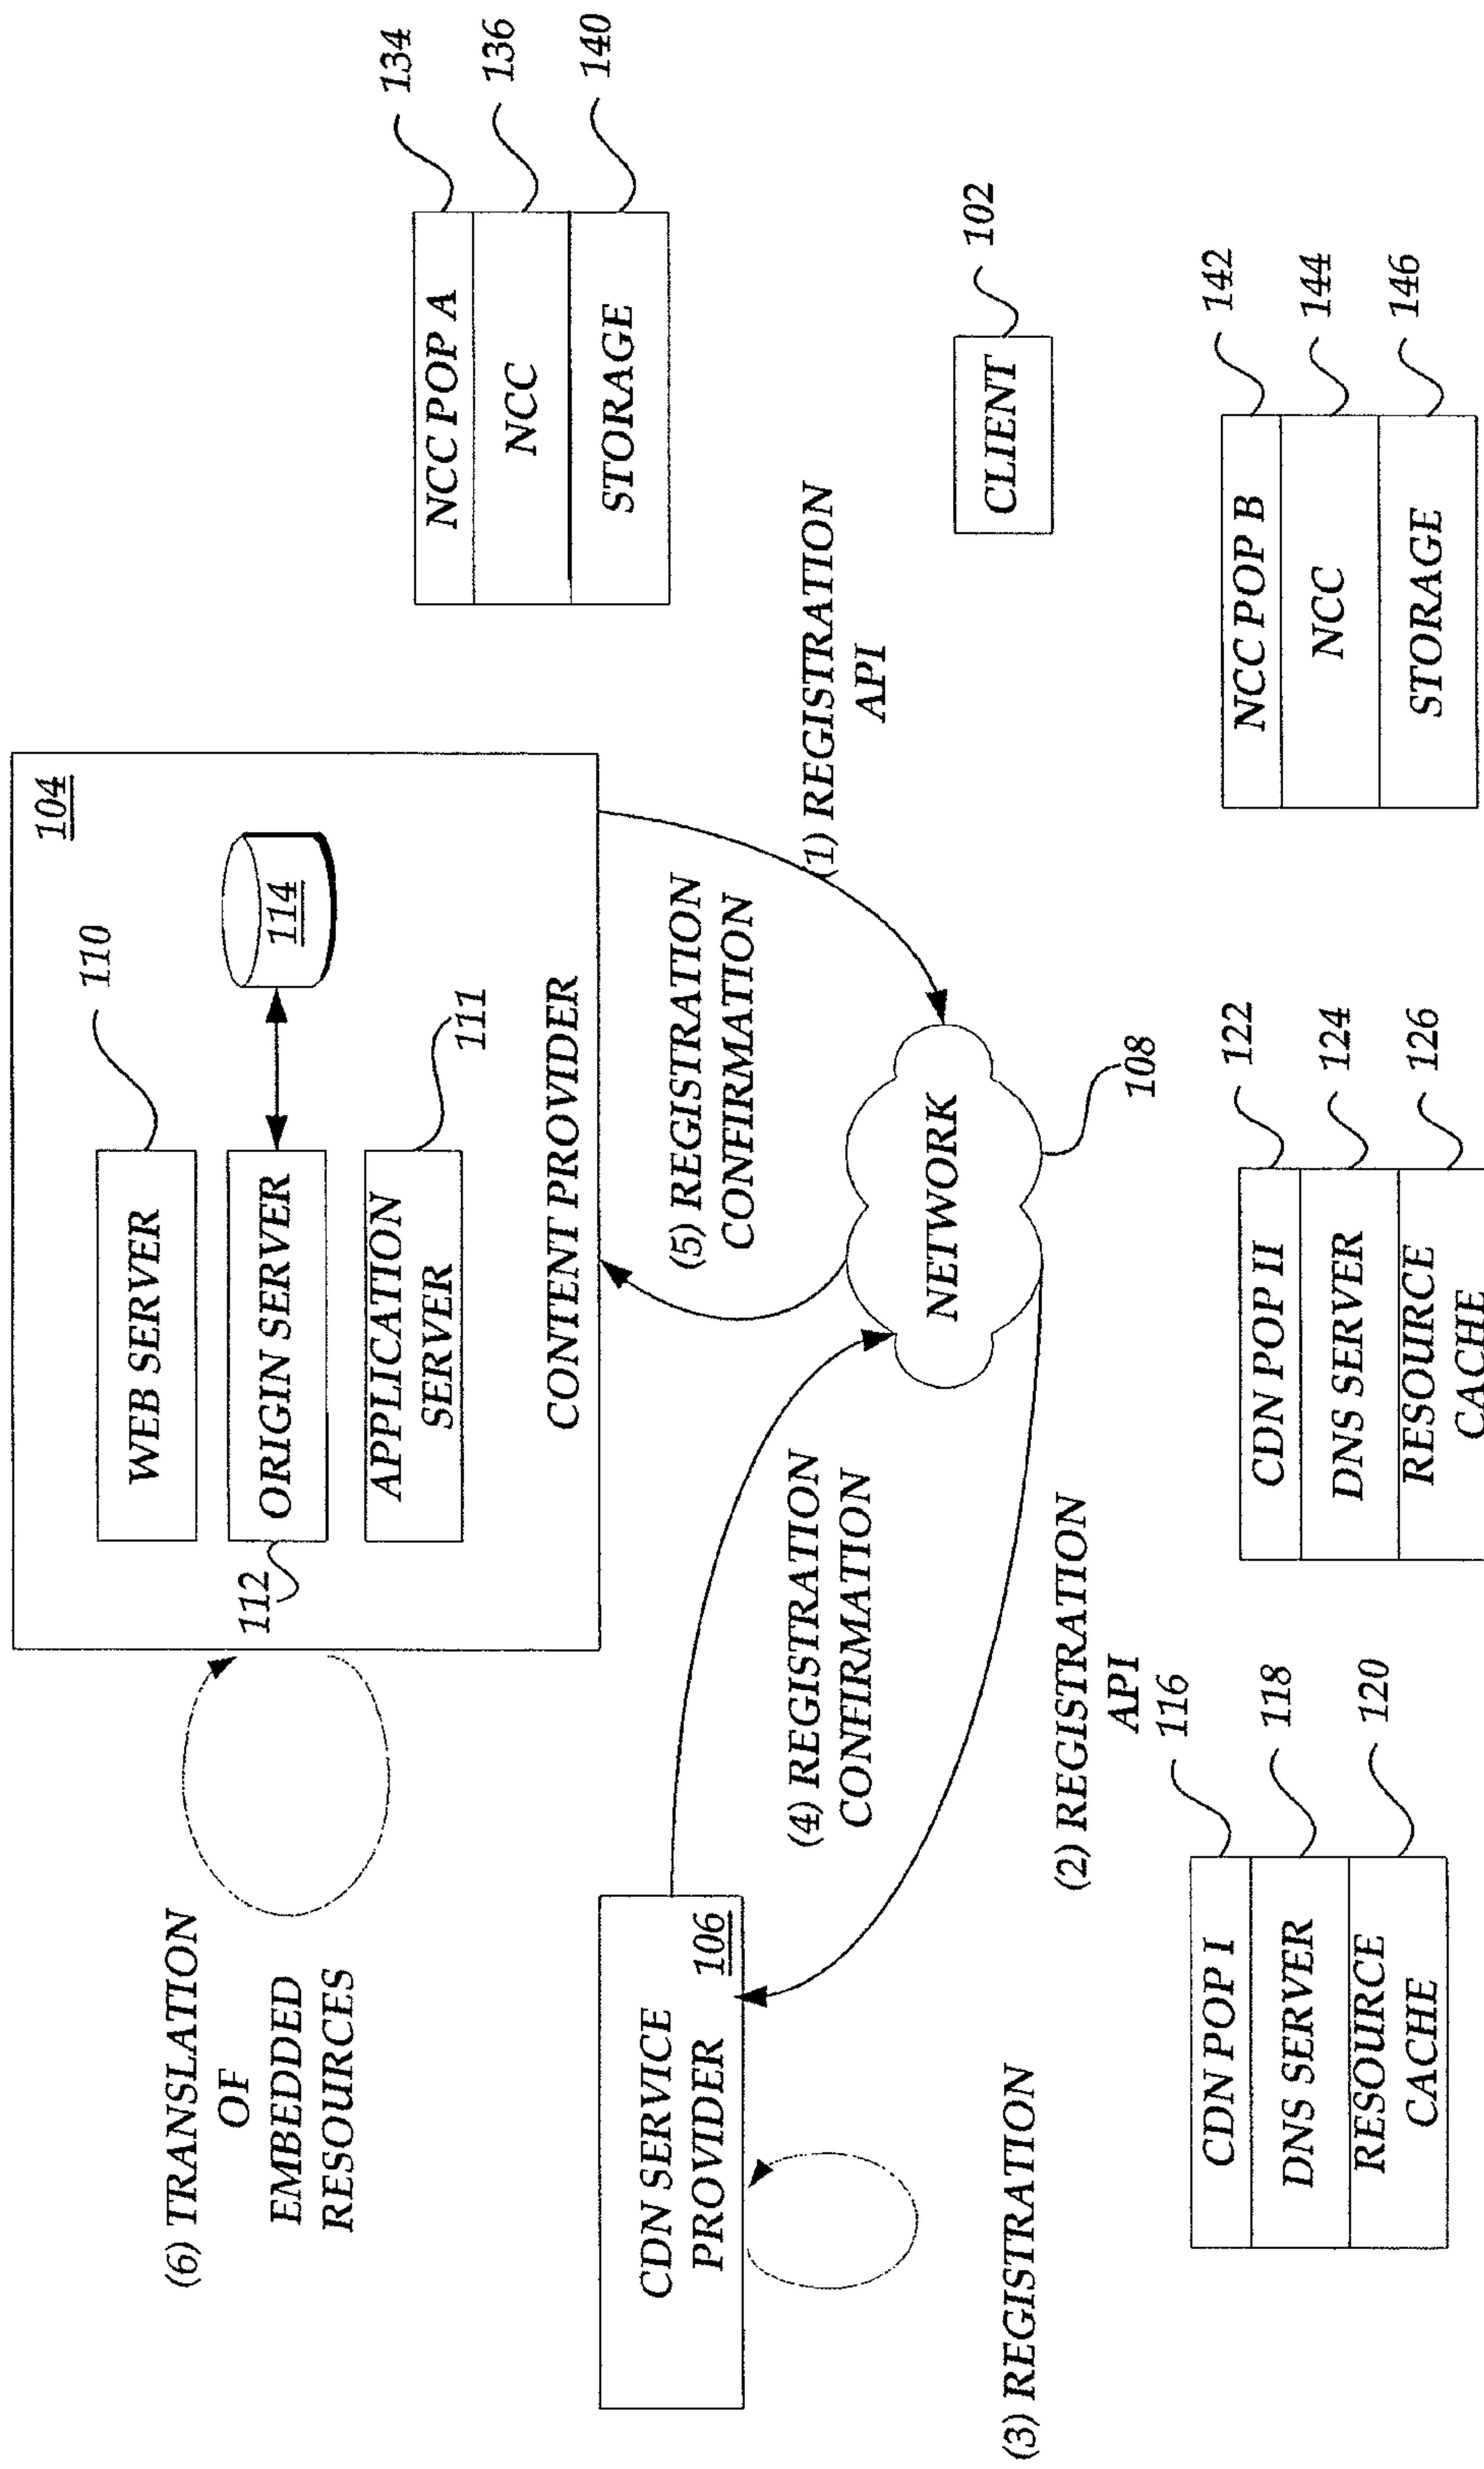 (6) TRANSLATION
OF
EMBEDDED
RESOURCES
104
WEB SERVER
110
ORIGIN SERVER
112
114
APPLICATION
SERVER
111
CONTENT PROVIDER
NCC POP A
134
NCC
136
STORAGE
140
CDN SERVICE
PROVIDER
106
(5) REGISTRATION
CONFIRMATION
(1) REGISTRATION
API
(4) REGISTRATION
CONFIRMATION
NETWORK
108
CLIENT
102
(3) REGISTRATION
(2) REGISTRATION
API
CDN POP I
116
DNS SERVER
118
RESOURCE
CACHE
120
CDN POP II
122
DNS SERVER
124
RESOURCE
CACHE
126
NCC POP B
142
NCC
144
STORAGE
146